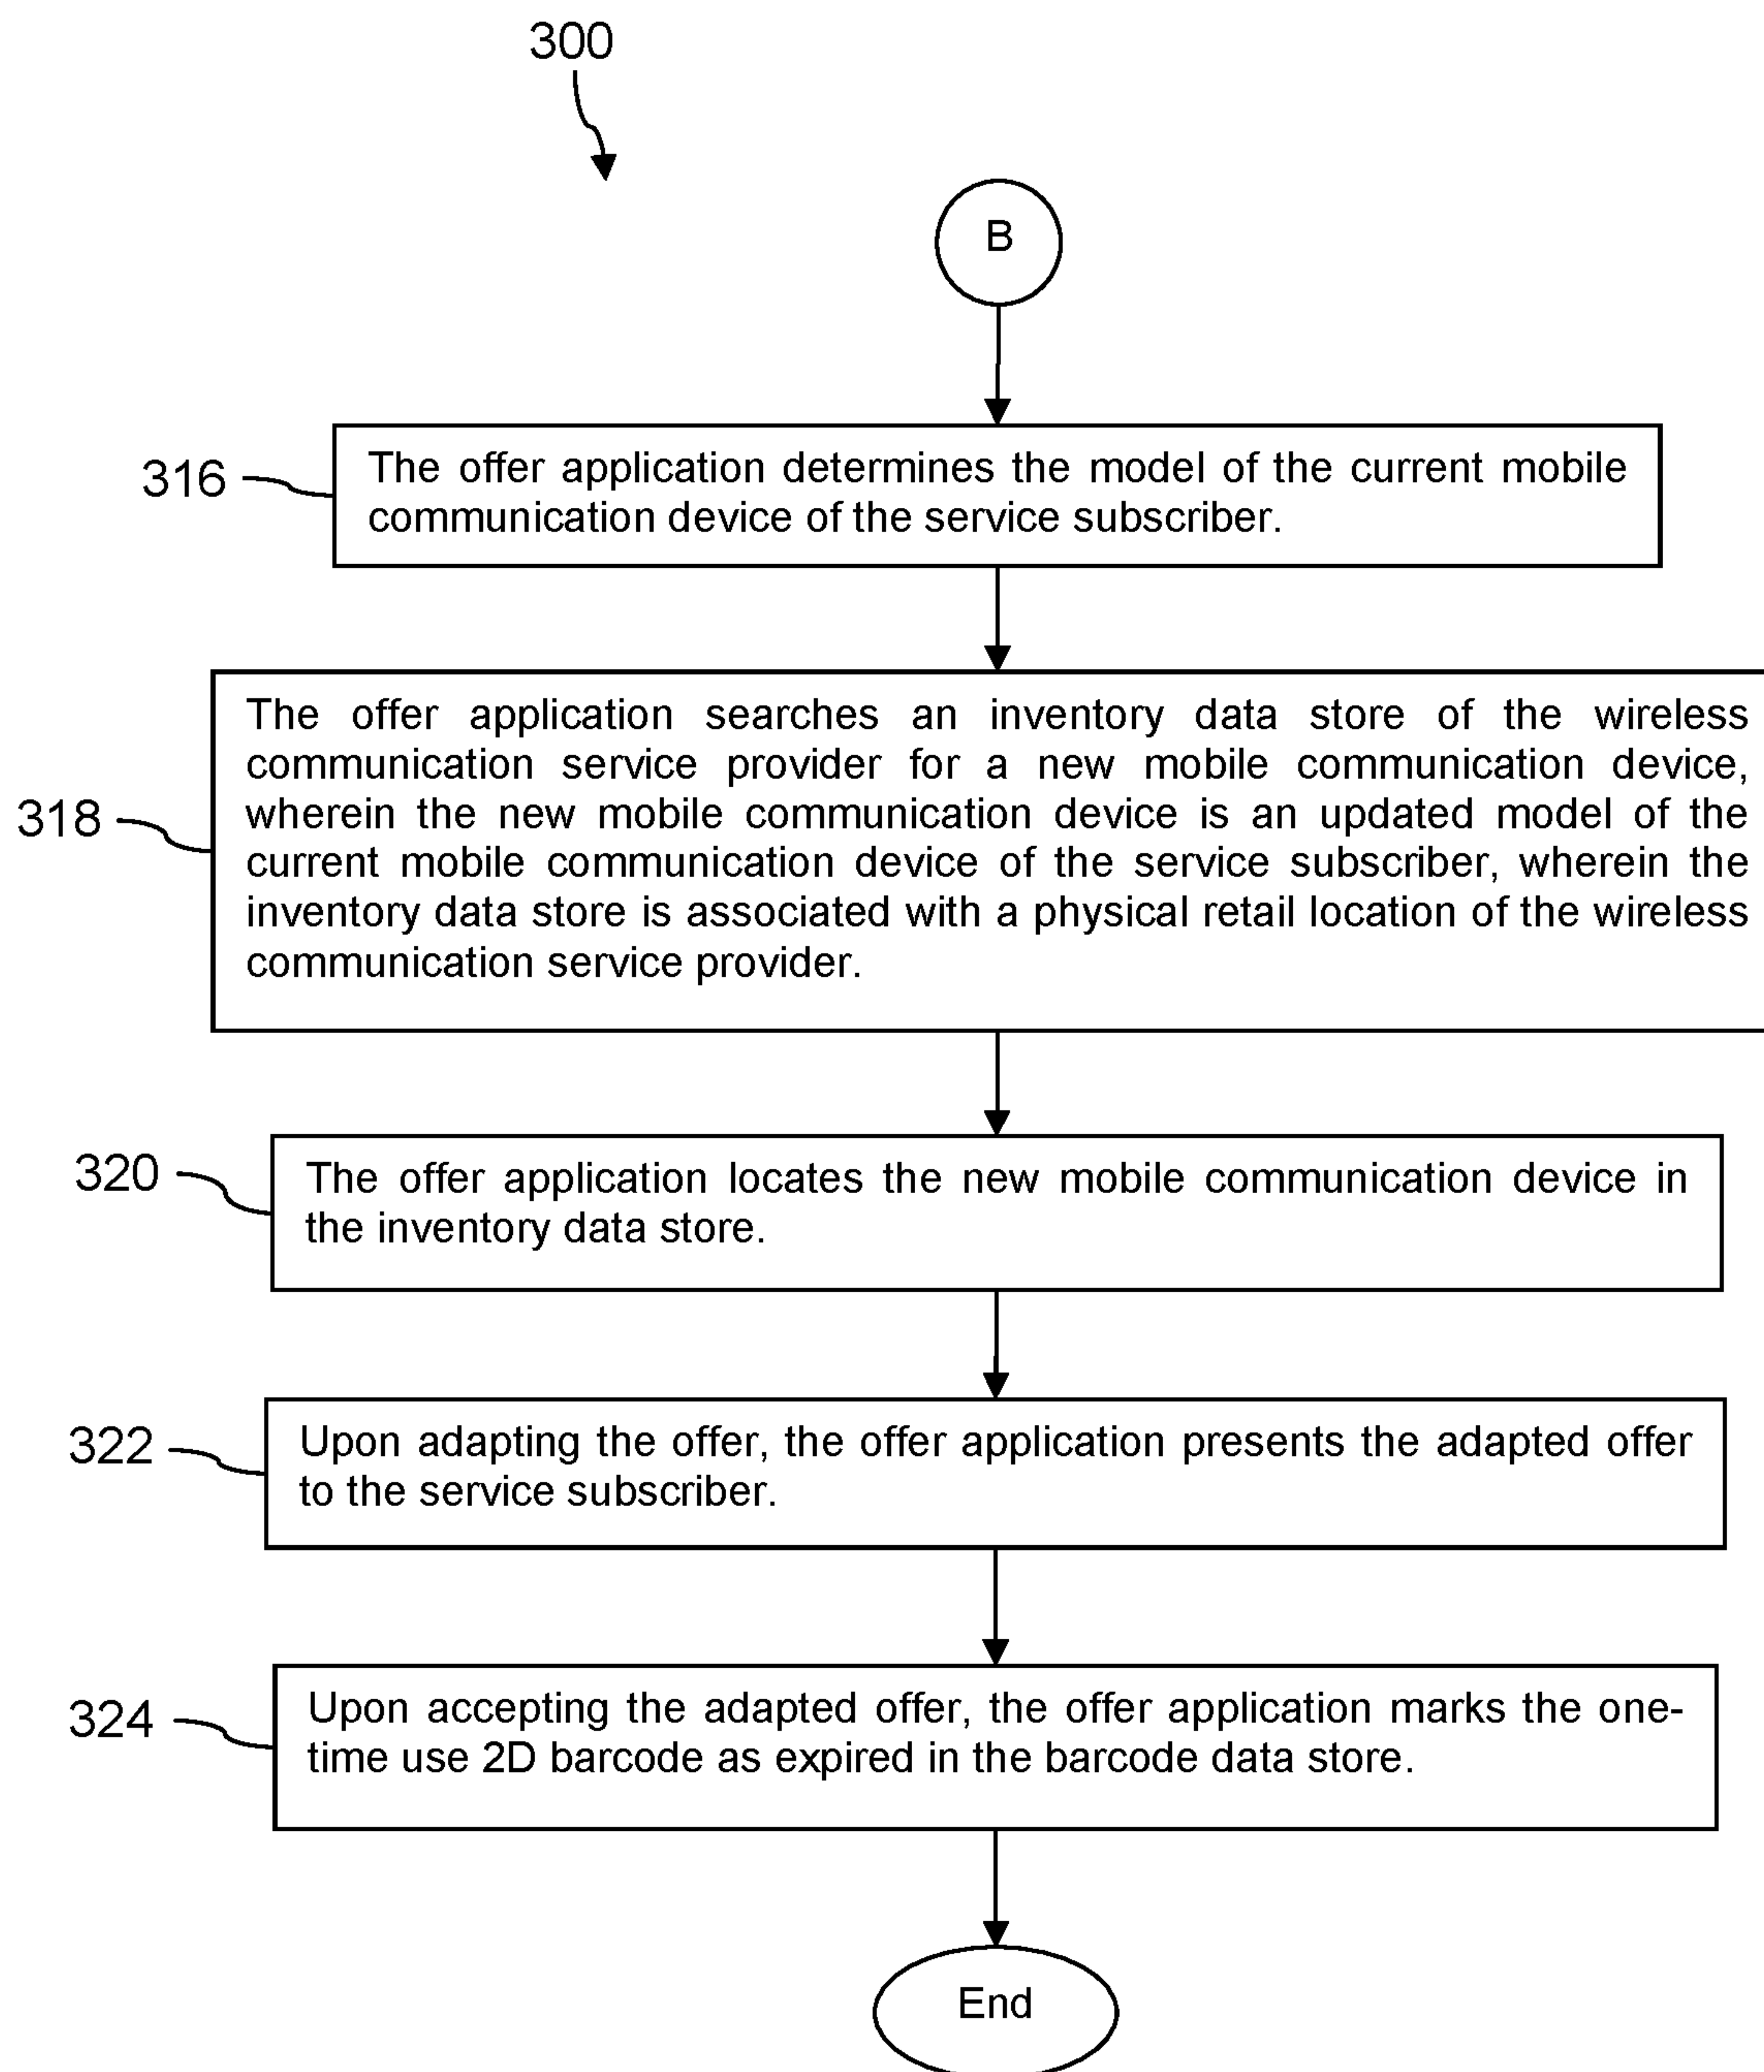 300
B
316
The offer application determines the model of the current mobile
communication device of the service subscriber.
318
The offer application searches an inventory data store of the wireless
communication service provider for a new mobile communication device,
wherein the new mobile communication device is an updated model of the
current mobile communication device of the service subscriber, wherein the
inventory data store is associated with a physical retail location of the wireless
communication service provider.
320
The offer application locates the new mobile communication device in
the inventory data store.
322
Upon adapting the offer, the offer application presents the adapted offer
to the service subscriber.
324
Upon accepting the adapted offer, the offer application marks the one-
time use 2D barcode as expired in the barcode data store.
End